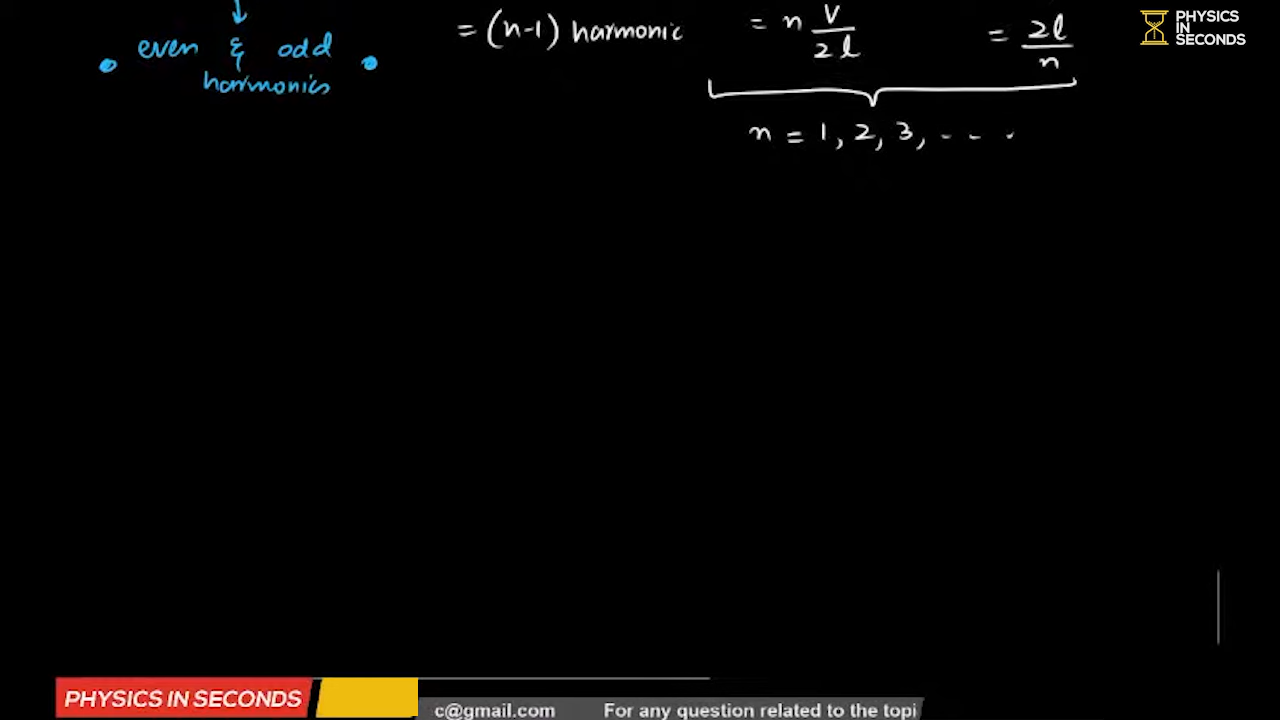 even & odd
harmonics
= (n-1) harmonic
= n V/2l
= 2l/n
n = 1, 2, 3, - - -
PHYSICS
IN
SECONDS
PHYSICS IN SECONDS
c@gmail.com For any question related to the topi